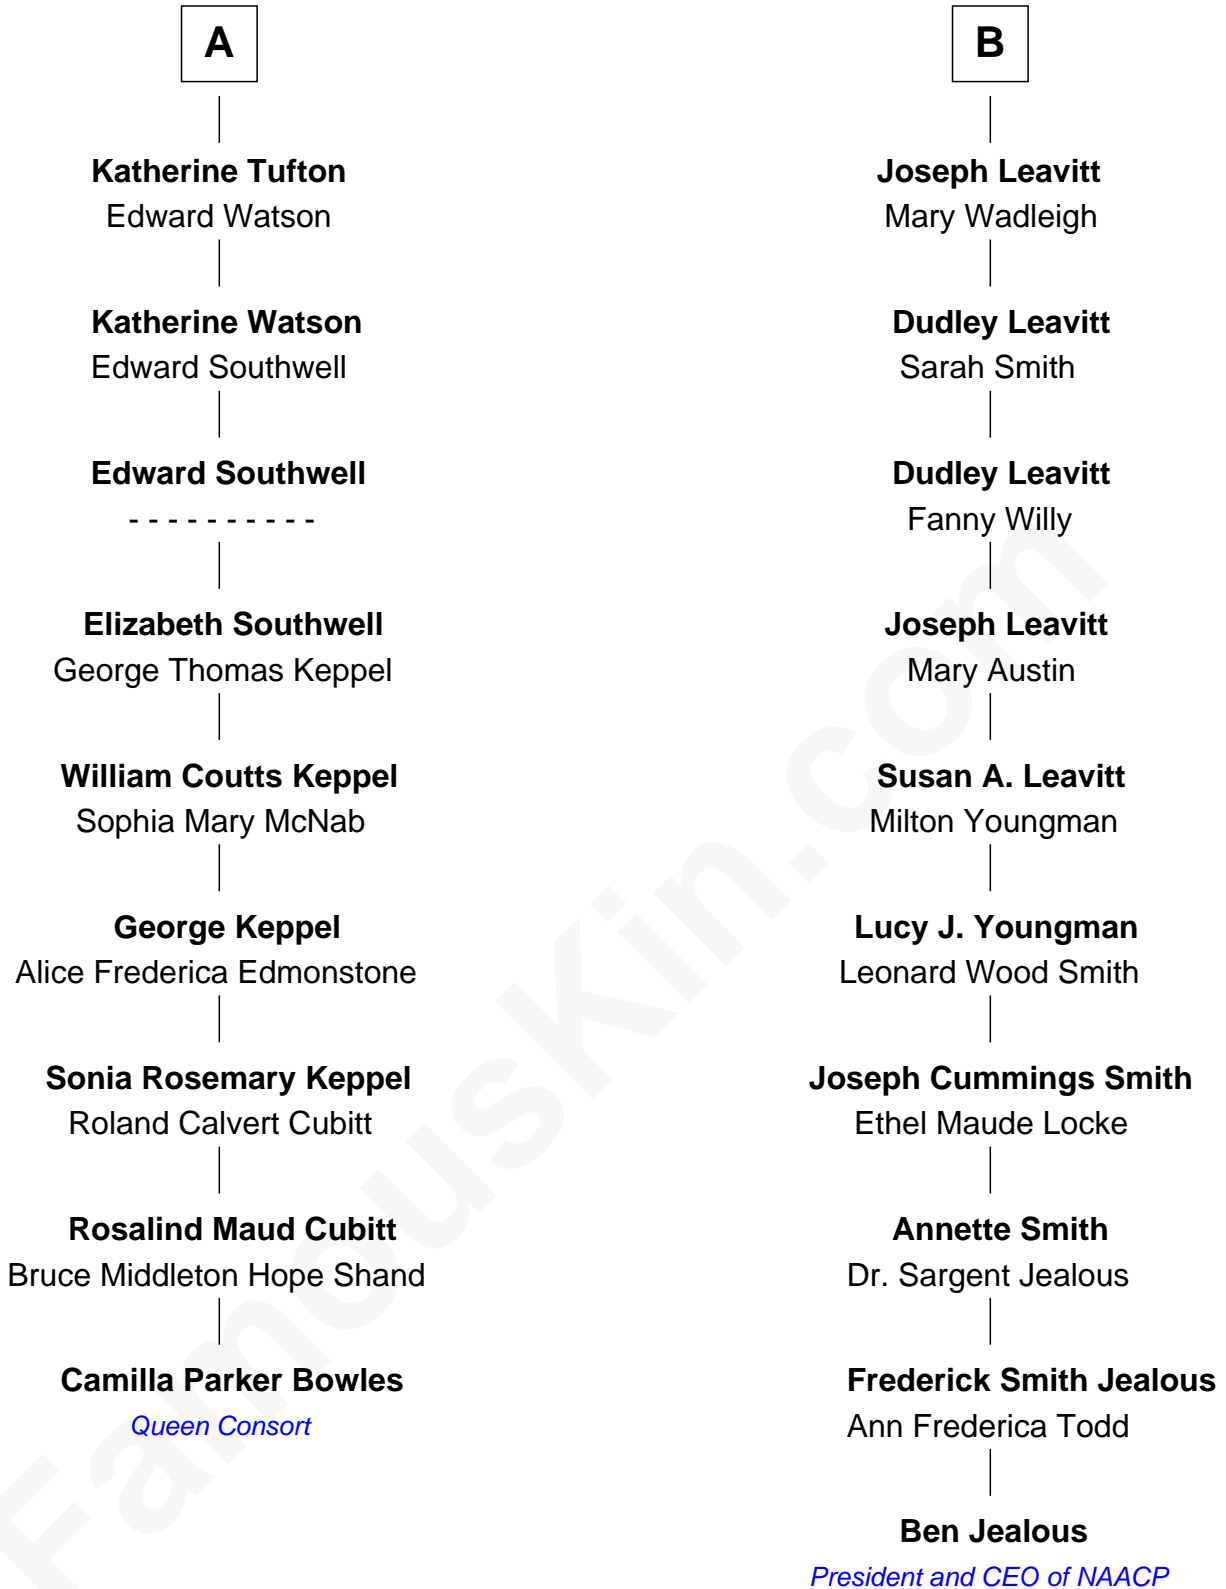 A
Katherine Tufton
Edward Watson
Katherine Watson
Edward Southwell
Edward Southwell
- - - - - - - - - -
Elizabeth Southwell
George Thomas Keppel
William Coutts Keppel
Sophia Mary McNab
George Keppel
Alice Frederica Edmonstone
Sonia Rosemary Keppel
Roland Calvert Cubitt
Rosalind Maud Cubitt
Bruce Middleton Hope Shand
Camilla Parker Bowles
Queen Consort
B
Joseph Leavitt
Mary Wadleigh
Dudley Leavitt
Sarah Smith
Dudley Leavitt
Fanny Willy
Joseph Leavitt
Mary Austin
Susan A. Leavitt
Milton Youngman
Lucy J. Youngman
Leonard Wood Smith
Joseph Cummings Smith
Ethel Maude Locke
Annette Smith
Dr. Sargent Jealous
Frederick Smith Jealous
Ann Frederica Todd
Ben Jealous
President and CEO of NAACP
FamousKin.com